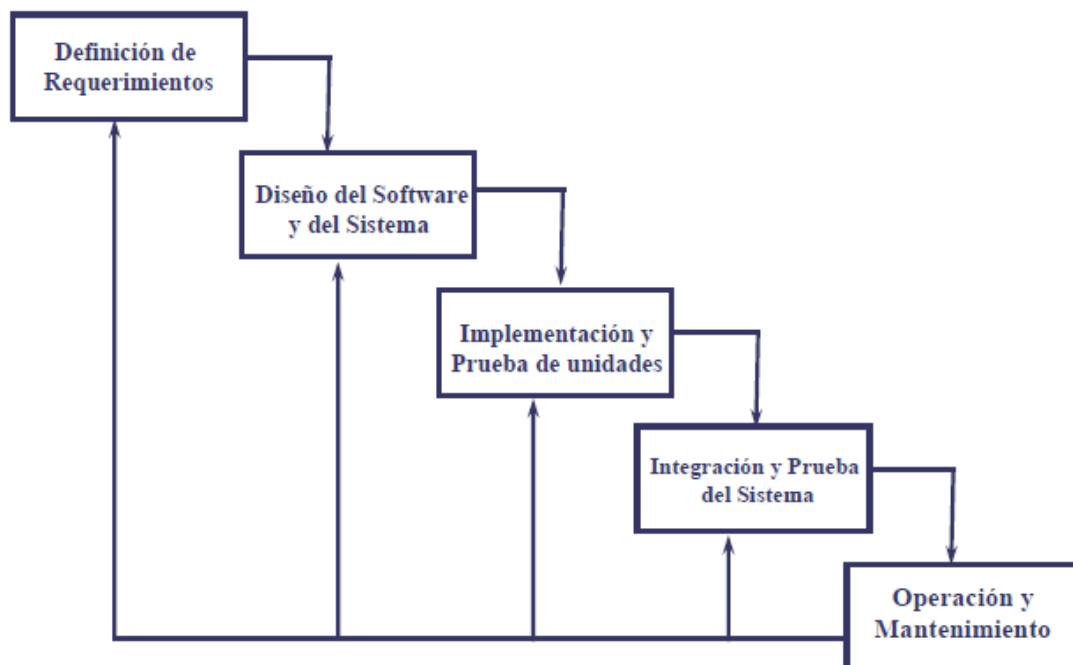 Definición de
Requerimientos
Diseño del Software
y del Sistema
Implementación y
Prueba de unidades
Integración y Prueba
del Sistema
Operación y
Mantenimiento